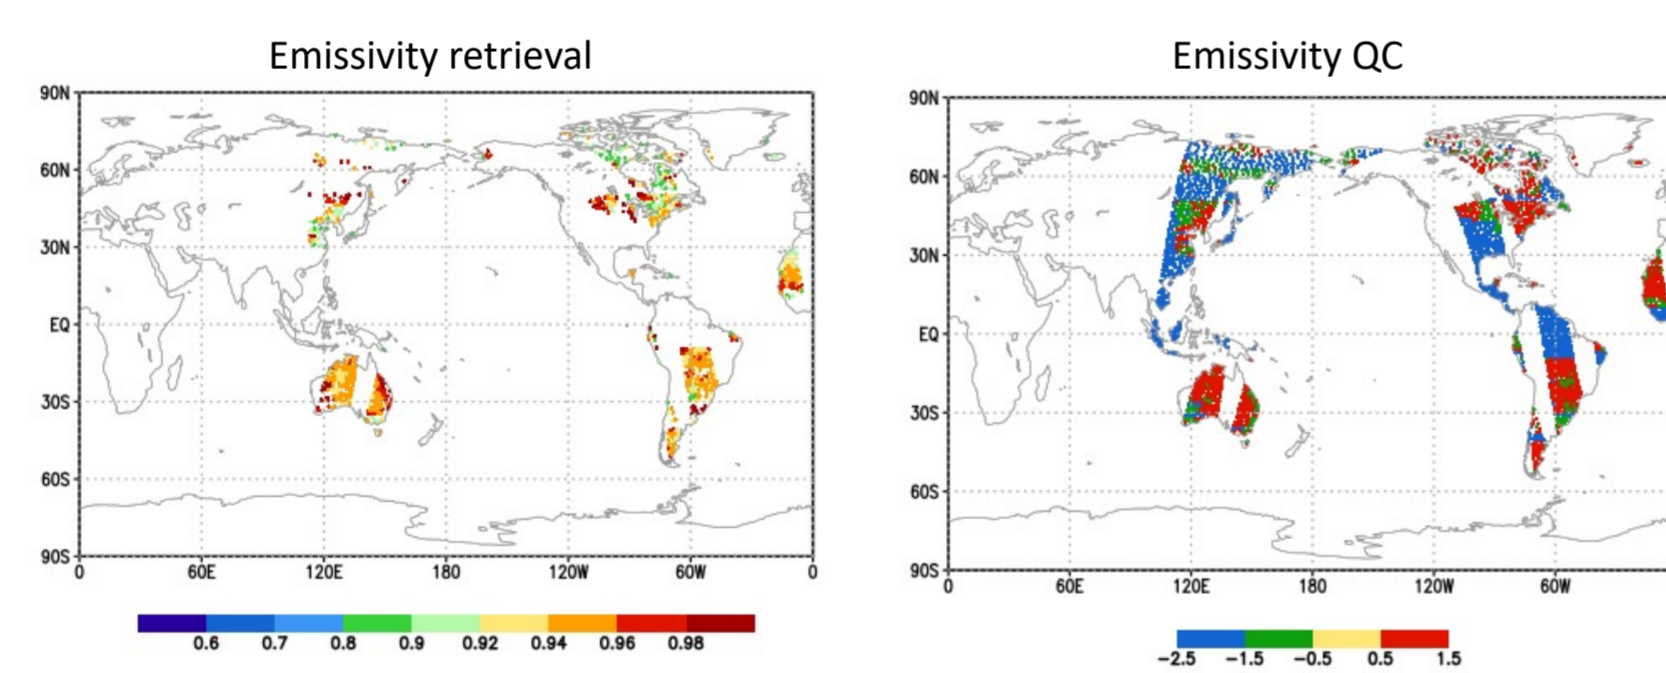 Emissivity retrieval
90N
60N
30N
EQ
30S
60S
90S
0 60E 120E 180 120W 60W 0
0.6 0.7 0.8 0.9 0.92 0.94 0.96 0.98
Emissivity QC
90N
60N
30N
EQ
30S
60S
90S
0 60E 120E 180 120W 60W
−2.5 −1.5 −0.5 0.5 1.5